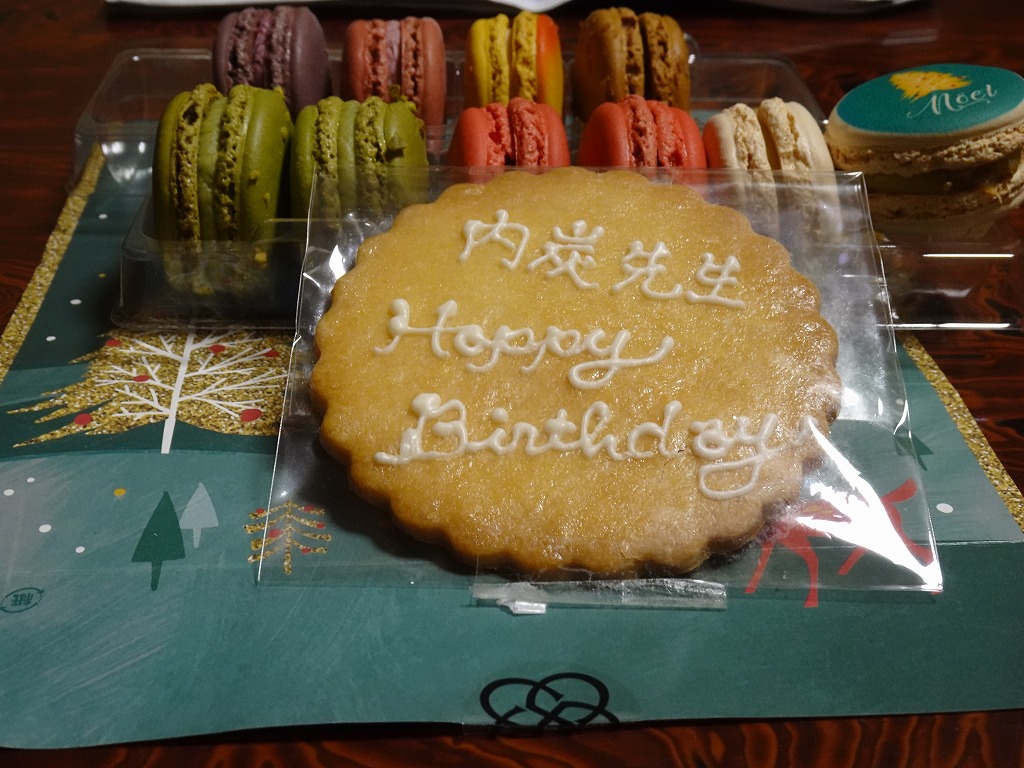 Noel
内炭先生
Happy
Birthday